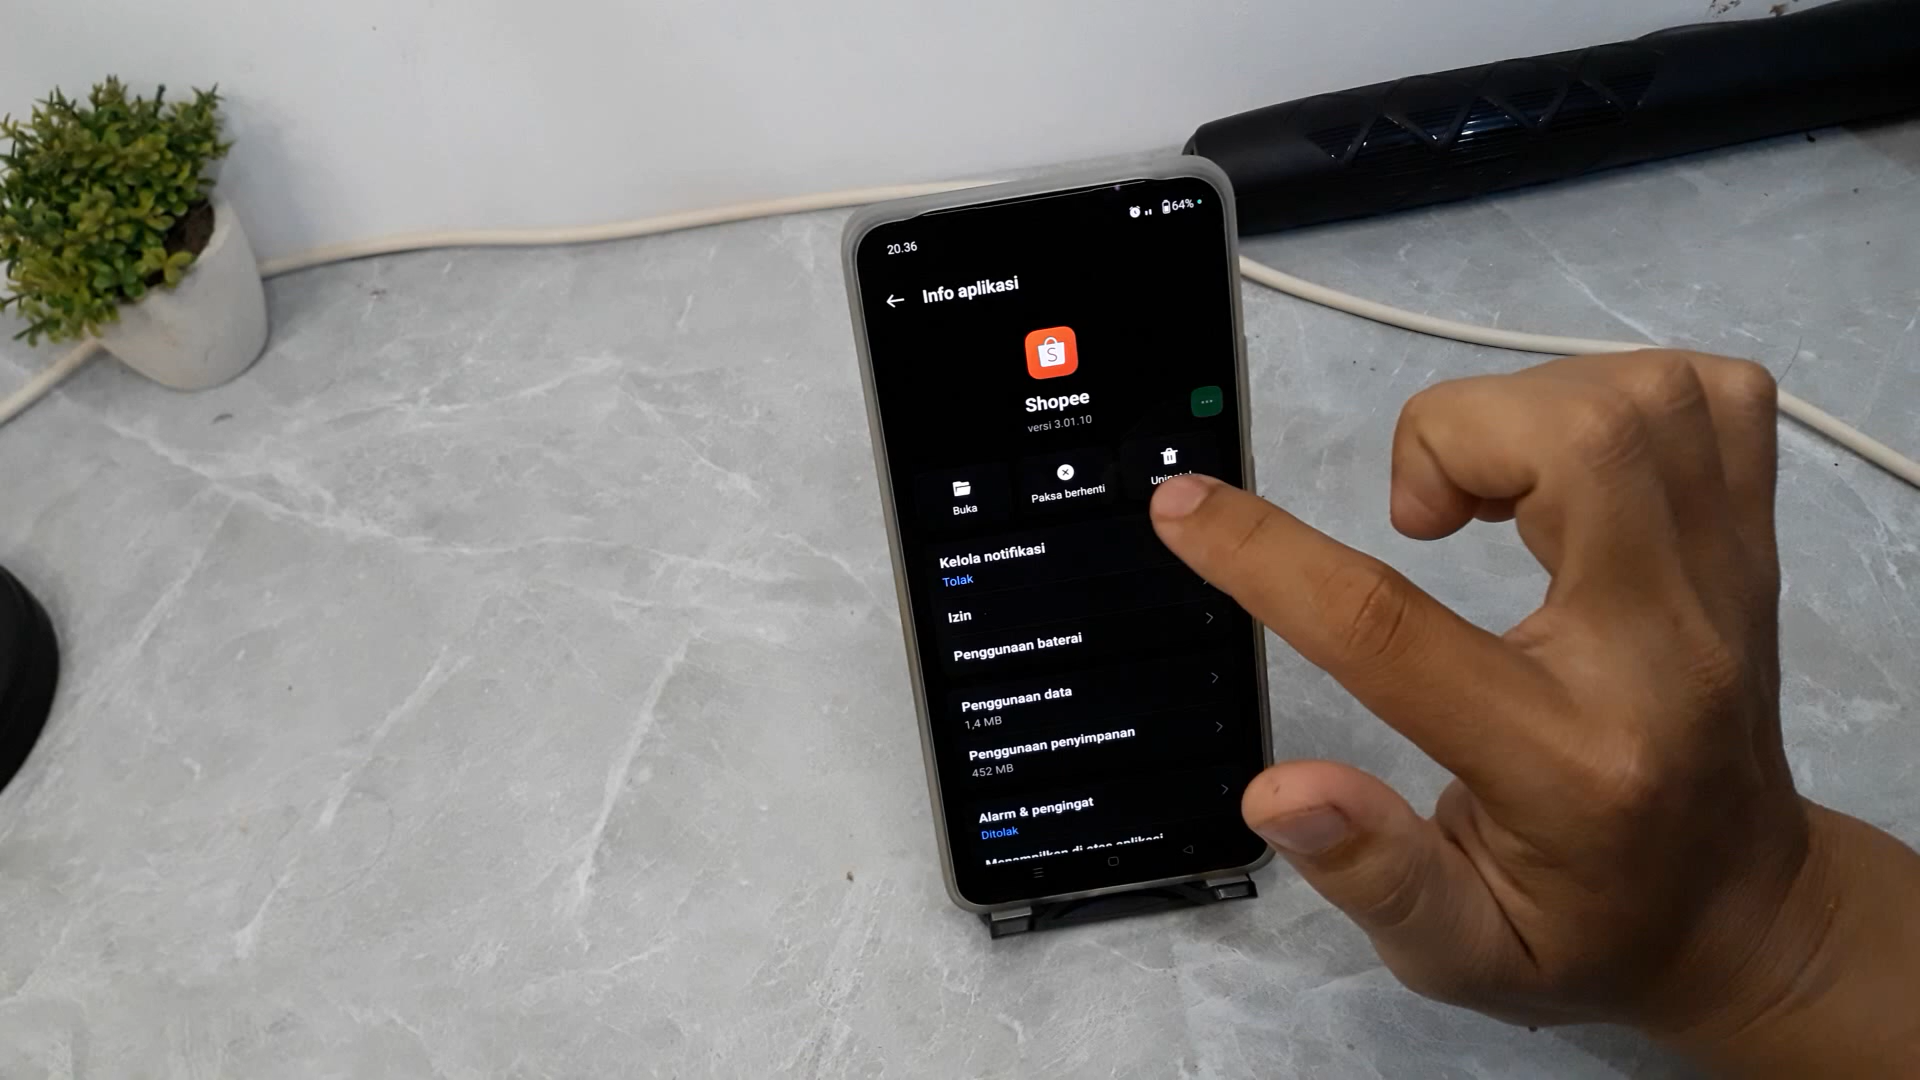 20.36
64%
Info aplikasi
S
Shopee
versi 3.01.10
Buka
Paksa berhenti
Kelola notifikasi
Tolak
Izin
Penggunaan baterai
Penggunaan data
1,4 MB
Penggunaan penyimpanan
452 MB
Alarm & pengingat
Ditolak